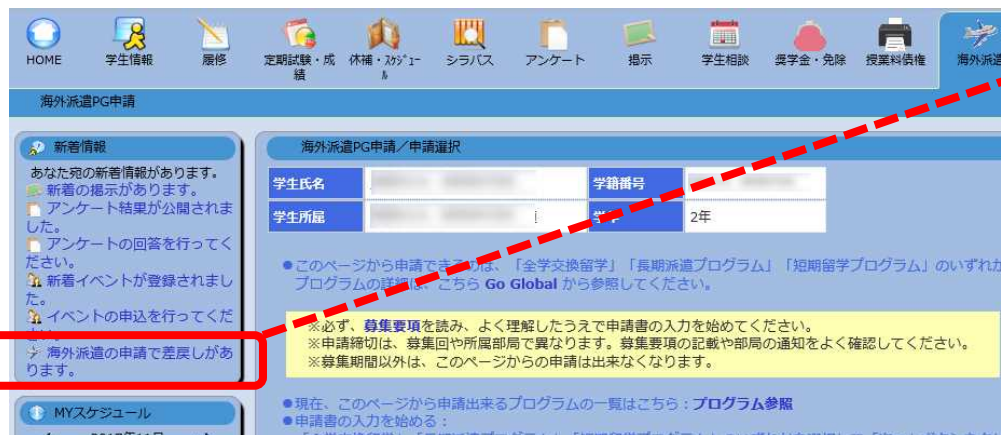 HOME
学生情報
履修
定期試験・成
績
休補・ｽｹｼﾞｭｰ
ﾙ
シラバス
アンケート
掲示
学生相談
奨学金・免除
授業料債権
海外派遣
海外派遣PG申請
新着情報
あなた宛の新着情報があります。
新着の掲示があります。
アンケート結果が公開されま
した。
アンケートの回答を行ってく
ださい。
新着イベントが登録されまし
た。
イベントの申込を行ってくだ
海外派遣の申請で差戻しがあ
ります。
MYスケジュール
2017年11月
海外派遣PG申請／申請選択
学生氏名
学籍番号
学生所属
2年
●このページから申請できるのは、「全学交換留学」「長期派遣プログラム」「短期留学プログラム」のいずれか
プログラムの詳細は、こちら Go Global から参照してください。
※必ず、募集要項を読み、よく理解したうえで申請書の入力を始めてください。
※申請締切は、募集回や所属部局で異なります。募集要項の記載や部局の通知をよく確認してください。
※募集期間以外は、このページからの申請は出来なくなります。
●現在、このページから申請出来るプログラムの一覧はこちら：プログラム参照
●申請書の入力を始める：